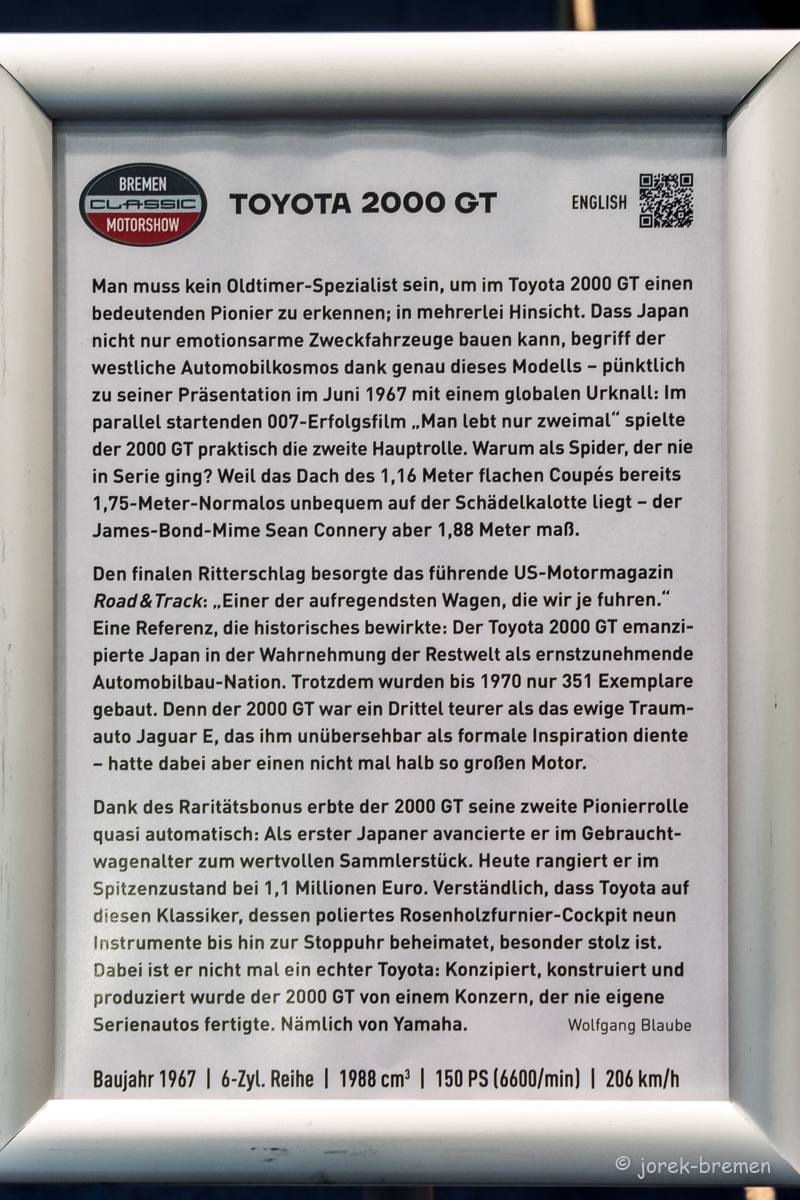 BREMEN
CLASSIC
MOTORSHOW
TOYOTA 2000 GT
ENGLISH
Man muss kein Oldtimer-Spezialist sein, um im Toyota 2000 GT einen
bedeutenden Pionier zu erkennen; in mehrerlei Hinsicht. Dass Japan
nicht nur emotionsarme Zweckfahrzeuge bauen kann, begriff der
westliche Automobilkosmos dank genau dieses Modells – pünktlich
zu seiner Präsentation im Juni 1967 mit einem globalen Urknall: Im
parallel startenden 007-Erfolgsfilm „Man lebt nur zweimal“ spielte
der 2000 GT praktisch die zweite Hauptrolle. Warum als Spider, der nie
in Serie ging? Weil das Dach des 1,16 Meter flachen Coupés bereits
1,75-Meter-Normalos unbequem auf der Schädelkalotte liegt – der
James-Bond-Mime Sean Connery aber 1,88 Meter maß.
Den finalen Ritterschlag besorgte das führende US-Motormagazin
Road & Track: „Einer der aufregendsten Wagen, die wir je fuhren.“
Eine Referenz, die historisches bewirkte: Der Toyota 2000 GT emanzi-
pierte Japan in der Wahrnehmung der Restwelt als ernstzunehmende
Automobilbau-Nation. Trotzdem wurden bis 1970 nur 351 Exemplare
gebaut. Denn der 2000 GT war ein Drittel teurer als das ewige Traum-
auto Jaguar E, das ihm unübersehbar als formale Inspiration diente
– hatte dabei aber einen nicht mal halb so großen Motor.
Dank des Raritätsbonus erbte der 2000 GT seine zweite Pionierrolle
quasi automatisch: Als erster Japaner avancierte er im Gebraucht-
wagenalter zum wertvollen Sammlerstück. Heute rangiert er im
Spitzenzustand bei 1,1 Millionen Euro. Verständlich, dass Toyota auf
diesen Klassiker, dessen poliertes Rosenholzfurnier-Cockpit neun
Instrumente bis hin zur Stoppuhr beheimatet, besonder stolz ist.
Dabei ist er nicht mal ein echter Toyota: Konzipiert, konstruiert und
produziert wurde der 2000 GT von einem Konzern, der nie eigene
Serienautos fertigte. Nämlich von Yamaha. Wolfgang Blaube
Baujahr 1967 | 6-Zyl. Reihe | 1988 cm³ | 150 PS (6600/min) | 206 km/h
© jorek-bremen